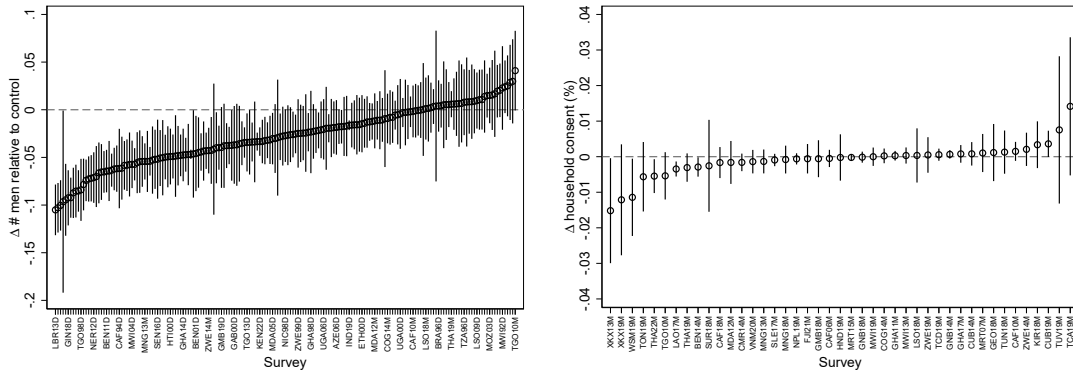 Δ # men relative to control
.1
.05
0
-.05
-.1
-.15
-.2
LBR13D
GIN18D
TGO98D
NER12D
BEN11D
CAF94D
MWI04D
MNG13M
SEN16D
HTI00D
GHA14D
BEN01D
ZWE14M
GMB19D
GAB00D
TGO13D
KEN22D
MDA05D
NIC98D
ZWE99D
GHA98D
UGA06D
AZE06D
IND19D
ETH00D
MDA12M
COG14M
UGA00D
CAF10M
LSO18M
BRA96D
THA19M
TZA96D
LSO09D
MOZ03D
MWI92D
TGO10M
Survey
Δ household consent (%)
.04
.03
.02
.01
0
-.01
-.02
-.03
-.04
XKX13M
XKX19M
WSM19M
TON19M
THA22M
TGO10M
LAO17M
THA19M
BEN14M
SUR18M
CAF18M
MDA12M
CMR14M
VNM20M
MNG13M
SLE17M
MNG18M
NPL19M
FJI21M
GMB18M
CAF06M
HND19M
MRT15M
GNB18M
MWI19M
COG14M
GHA11M
MWI13M
LSO18M
ZWE19M
TCD19M
GNB14M
GHA17M
CUB14M
MRT07M
GEO18M
TUN18M
CAF10M
ZWE14M
KIR18M
CUB19M
TUV19M
TCA19M
Survey